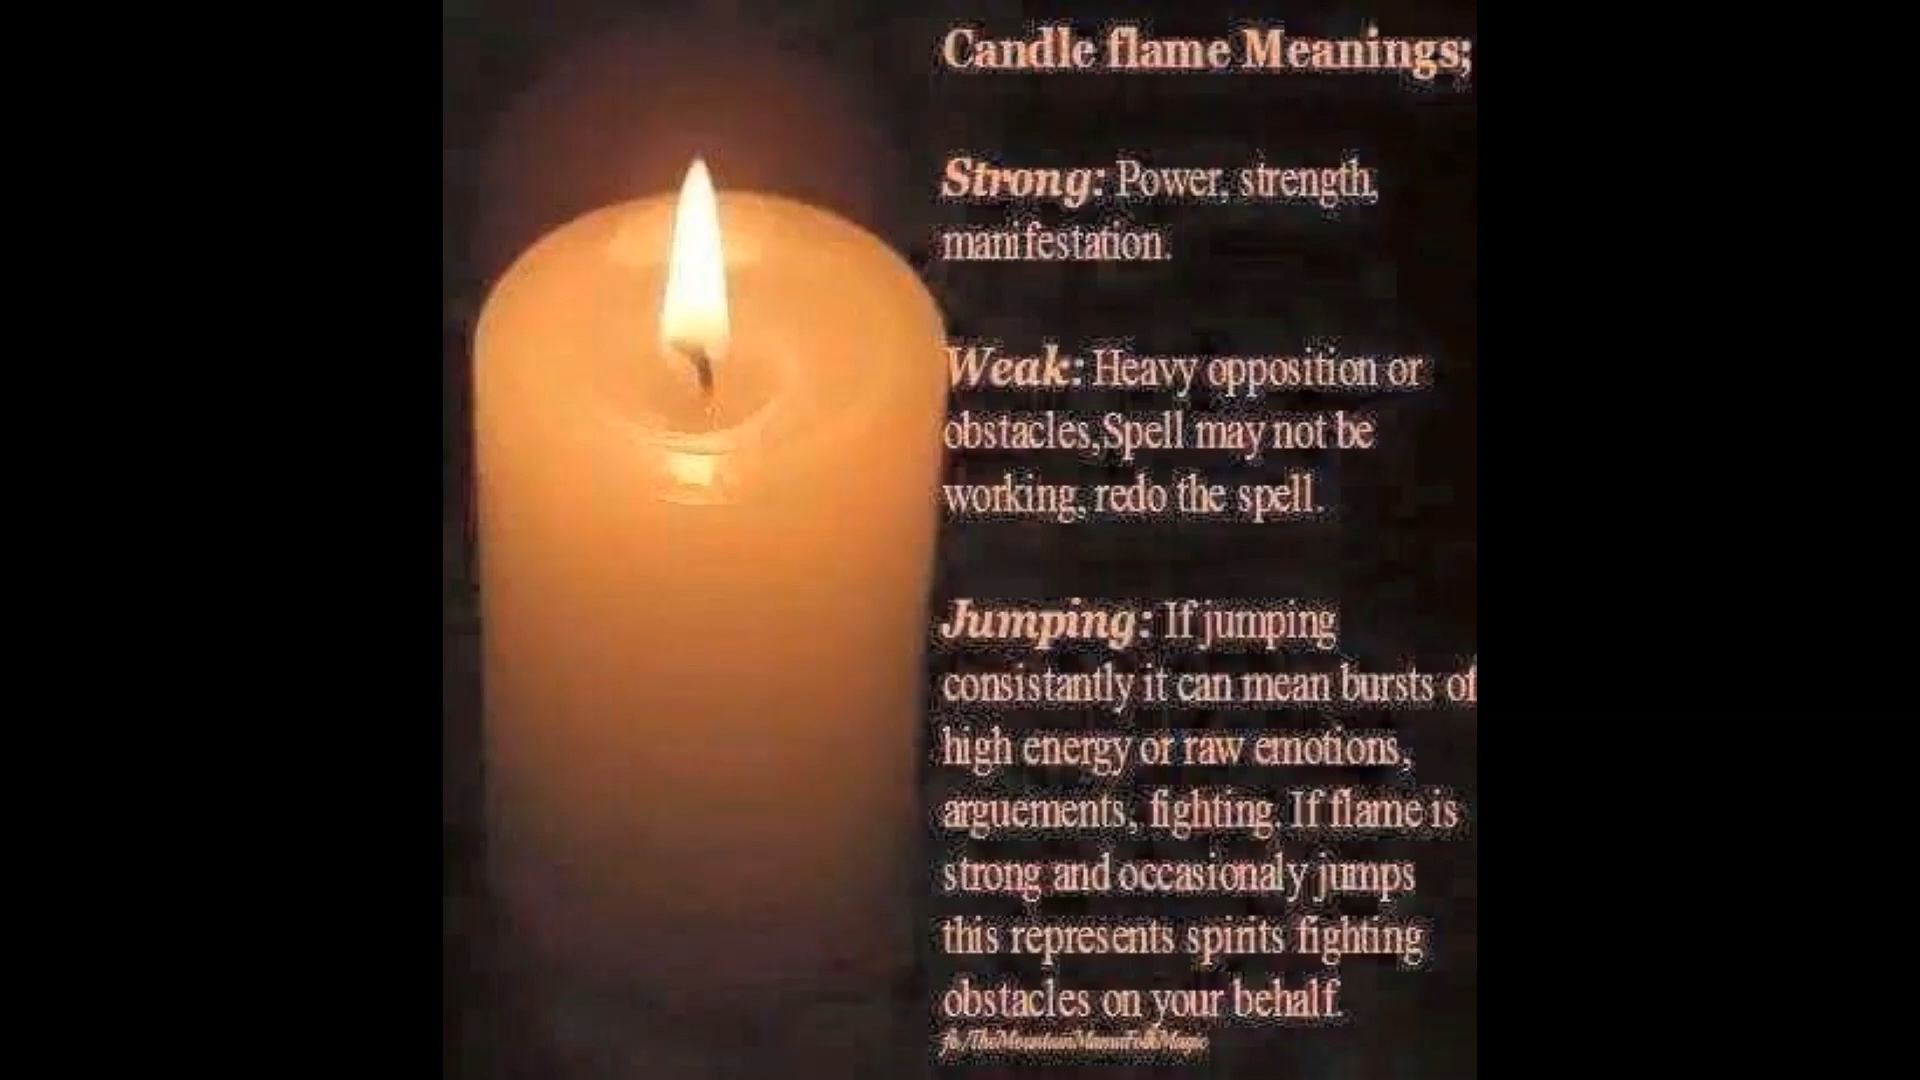 Candle flame Meanings;
Strong: Power, strength,
manifestation.
Weak: Heavy opposition or
obstacles,Spell may not be
working, redo the spell.
Jumping: If jumping
consistantly it can mean bursts of
high energy or raw emotions,
arguements, fighting. If flame is
strong and occasionaly jumps
this represents spirits fighting
obstacles on your behalf.
fb/TheMountainMamaFolkMagic